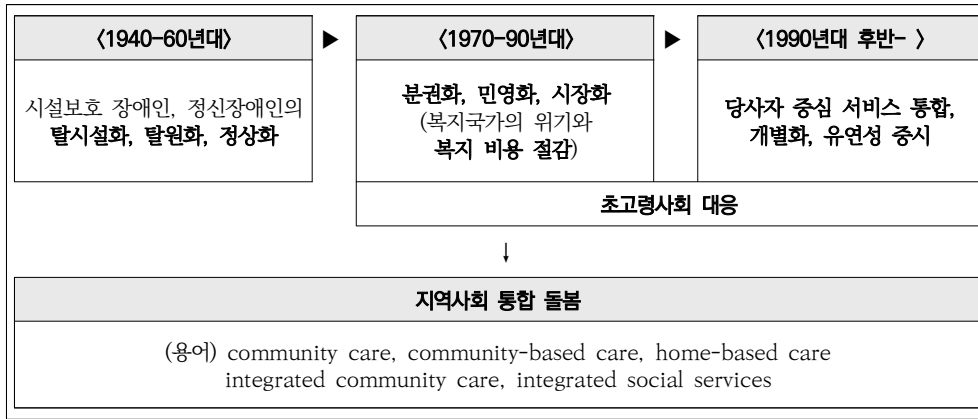 〈1940-60년대〉
▶
〈1970-90년대〉
▶
〈1990년대 후반- 〉
시설보호 장애인, 정신장애인의
탈시설화, 탈원화, 정상화
분권화, 민영화, 시장화
(복지국가의 위기와
복지 비용 절감)
당사자 중심 서비스 통합,
개별화, 유연성 중시
초고령사회 대응
↓
지역사회 통합 돌봄
(용어) community care, community-based care, home-based care
integrated community care, integrated social services